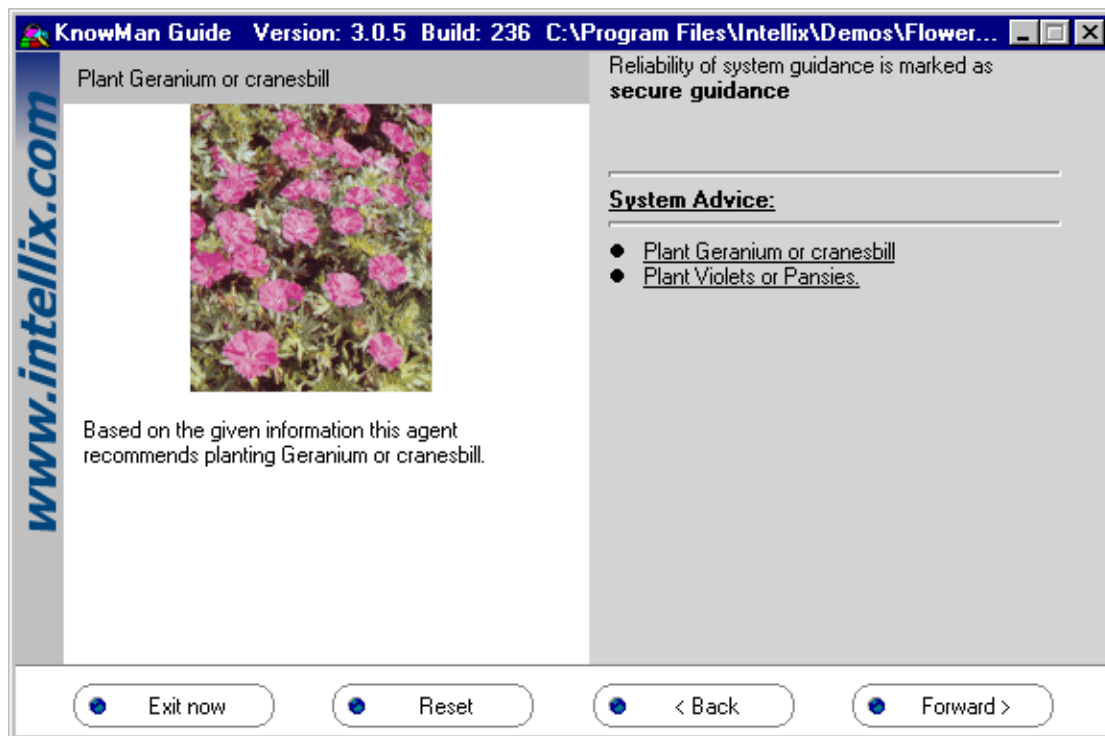 KnowMan Guide Version: 3.0.5 Build: 236 C:\Program Files\Intellix\Demos\Flower...
www.intellix.com
Plant Geranium or cranesbill
Based on the given information this agent
recommends planting Geranium or cranesbill.
Reliability of system guidance is marked as
secure guidance
System Advice:
Plant Geranium or cranesbill
Plant Violets or Pansies.
Exit now
Reset
< Back
Forward >